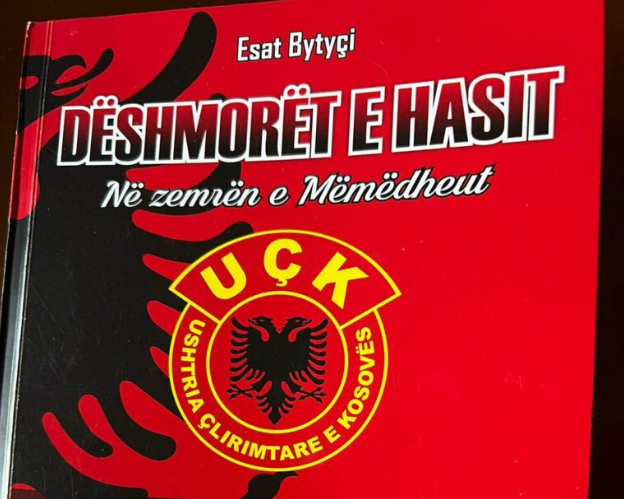 Esat Bytyçi
DËSHMORËT E HASIT
Në zemrën e Mëmëdheut
UÇK
USHTRIA ÇLIRIMTARE E KOSOVËS